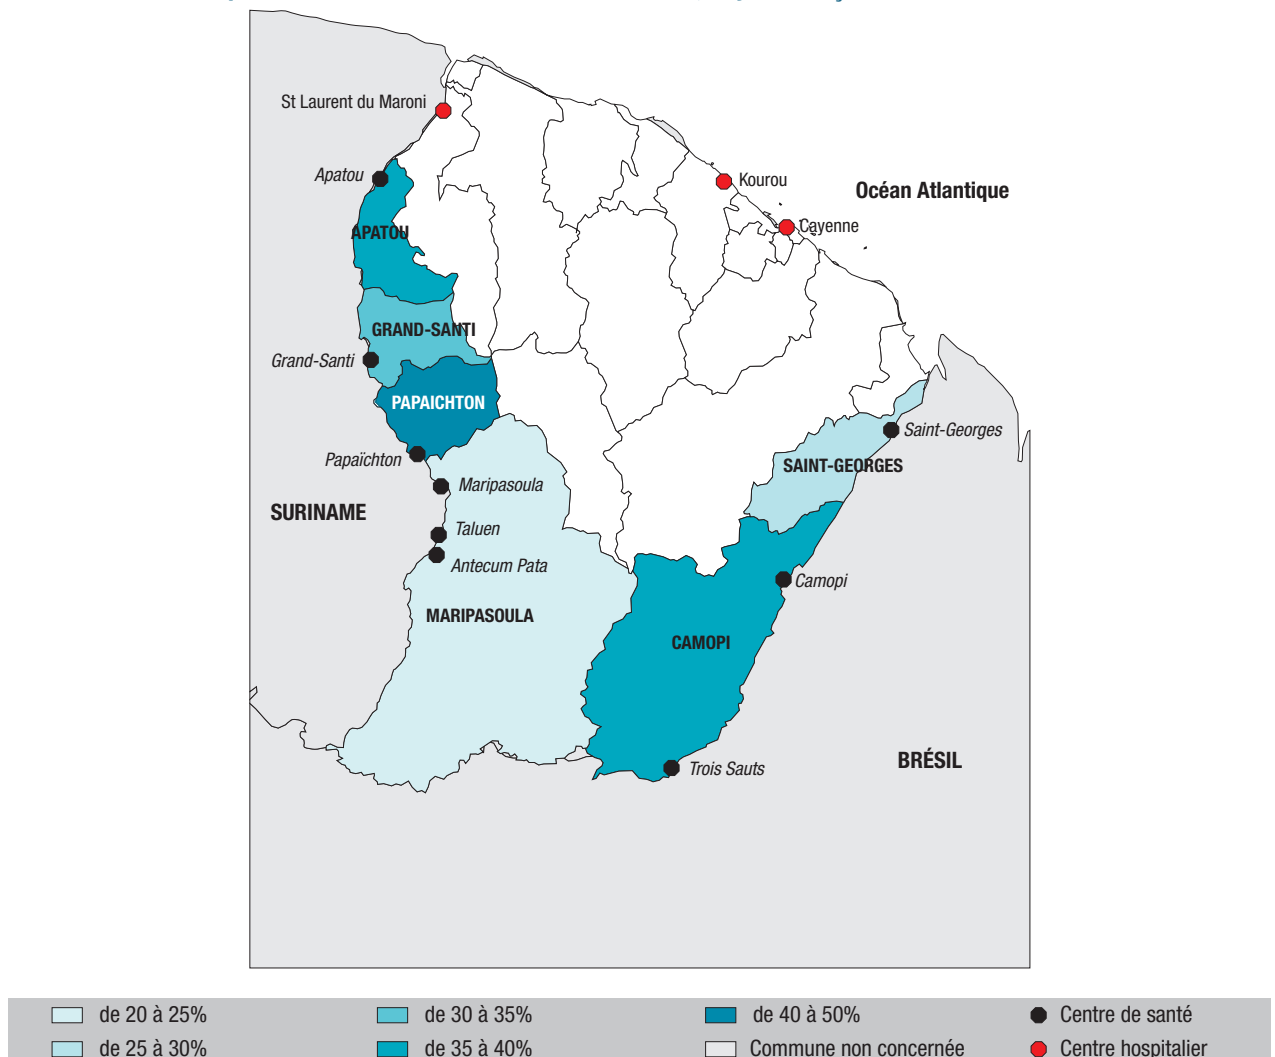 St Laurent du Maroni
Apatou
Kourou
Océan Atlantique
Cayenne
APATOU
GRAND-SANTI
Grand-Santi
PAPAICHTON
Saint-Georges
Papaïchton
SAINT-GEORGES
Maripasoula
SURINAME
Taluen
Antecum Pata
Camopi
MARIPASOULA
CAMOPI
BRÉSIL
Trois Sauts
de 20 à 25%
de 30 à 35%
de 40 à 50%
Centre de santé
de 25 à 30%
de 35 à 40%
Commune non concernée
Centre hospitalier